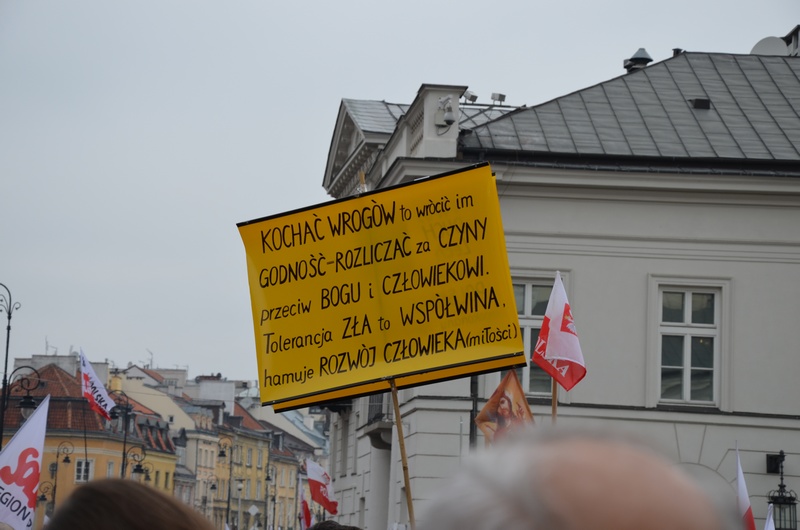 KOCHAĆ WROGÓW to wrócić im
GODNOŚĆ-ROZLICZAĆ za CZYNY
przeciw BOGU i CZŁOWIEKOWI.
Tolerancja ZŁA to WSPÓŁWINA.
hamuje ROZWÓJ CZŁOWIEKA (miłości)